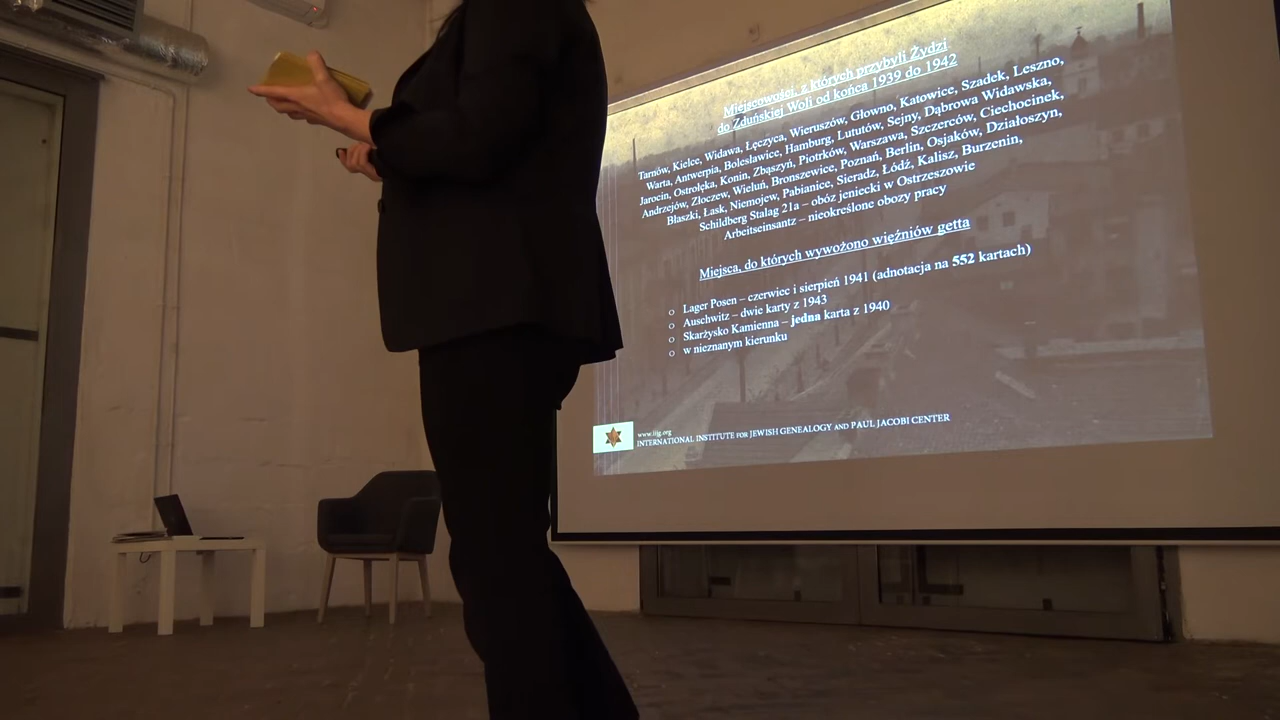 Miejscowości, z których przybyli Żydzi
do Zduńskiej Woli od końca 1939 do 1942
Tarnów, Kielce, Widawa, Łęczyca, Wieruszów, Głowno, Katowice, Szadek, Leszno,
Warta, Antwerpia, Bolesławice, Hamburg, Lututów, Sejny, Dąbrowa Widawska,
Jarocin, Ostrołęka, Konin, Zbąszyń, Piotrków, Warszawa, Szczerców, Ciechocinek,
Andrzejów, Złoczew, Wieluń, Bronszewice, Poznań, Berlin, Osjaków, Działoszyn,
Błaszki, Łask, Niemojew, Pabianice, Sieradz, Łódź, Kalisz, Burzenin,
Schildberg Stalag 21a – obóz jeniecki w Ostrzeszowie
Arbeitseinsantz – nieokreślone obozy pracy
Miejsca, do których wywożono więźniów getta
Lager Posen – czerwiec i sierpień 1941 (adnotacja na 552 kartach)
Auschwitz – dwie karty z 1943
Skarżysko Kamienna – jedna karta z 1940
w nieznanym kierunku
www.iijg.org
INTERNATIONAL INSTITUTE FOR JEWISH GENEALOGY AND PAUL JACOBI CENTER